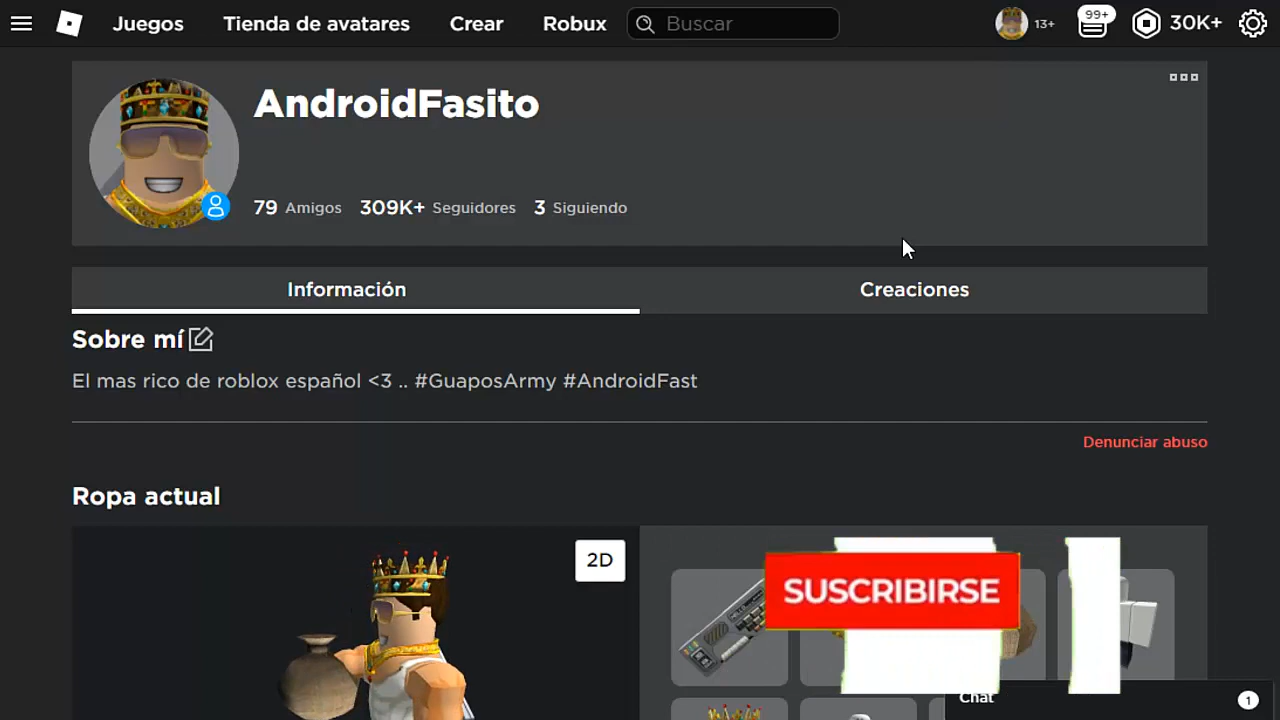 Juegos Tienda de avatares Crear Robux Buscar 13+ 99+ 30K+
AndroidFasito
79 Amigos 309K+ Seguidores 3 Siguiendo
Información Creaciones
Sobre mí
El mas rico de roblox español <3 .. #GuaposArmy #AndroidFast
Denunciar abuso
Ropa actual
2D
SUSCRIBIRSE
Chat 1